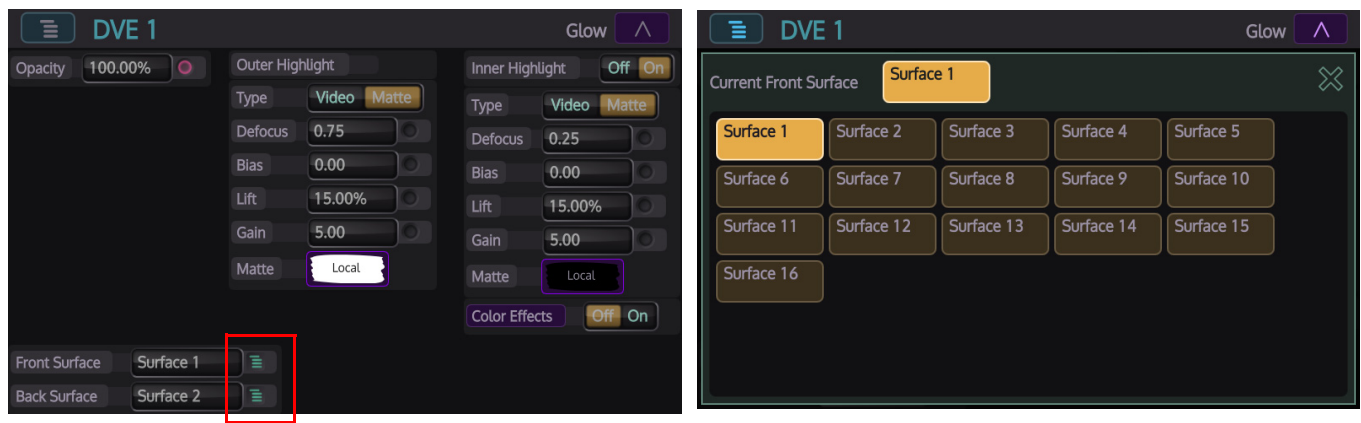 DVE 1
Glow
Opacity 100.00%
Outer Highlight
Type Video Matte
Defocus 0.75
Bias 0.00
Lift 15.00%
Gain 5.00
Matte Local
Inner Highlight Off On
Type Video Matte
Defocus 0.25
Bias 0.00
Lift 15.00%
Gain 5.00
Matte Local
Color Effects Off On
Front Surface Surface 1
Back Surface Surface 2
DVE 1
Glow
Current Front Surface Surface 1
Surface 1 Surface 2 Surface 3 Surface 4 Surface 5
Surface 6 Surface 7 Surface 8 Surface 9 Surface 10
Surface 11 Surface 12 Surface 13 Surface 14 Surface 15
Surface 16